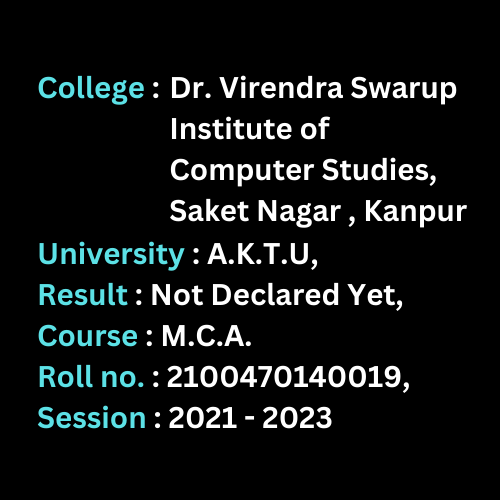 College : Dr. Virendra Swarup
Institute of
Computer Studies,
Saket Nagar , Kanpur
University : A.K.T.U,
Result : Not Declared Yet,
Course : M.C.A.
Roll no. : 2100470140019,
Session : 2021 - 2023